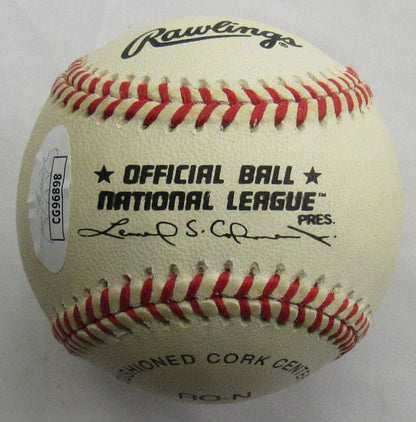 Rawlings®
★ OFFICIAL BALL ★
NATIONAL LEAGUE™
PRES.
CUSHIONED CORK CENTER
RO-N
CG96898